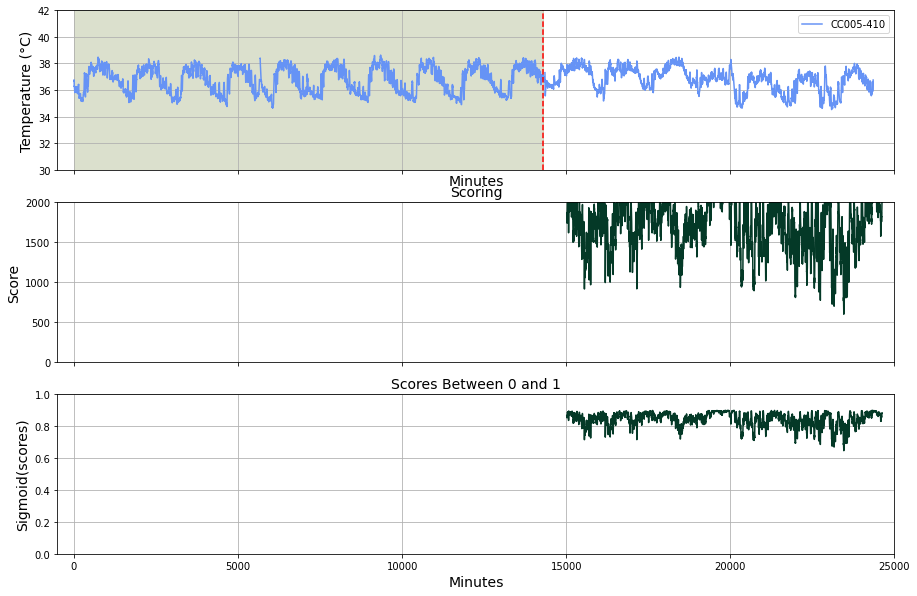 42
40
38
36
34
32
30
Temperature (°C)
CC005-410
Minutes
Scoring
2000
1500
1000
500
0
Score
Scores Between 0 and 1
1.0
0.8
0.6
0.4
0.2
0.0
Sigmoid(scores)
0 5000 10000 15000 20000 25000
Minutes